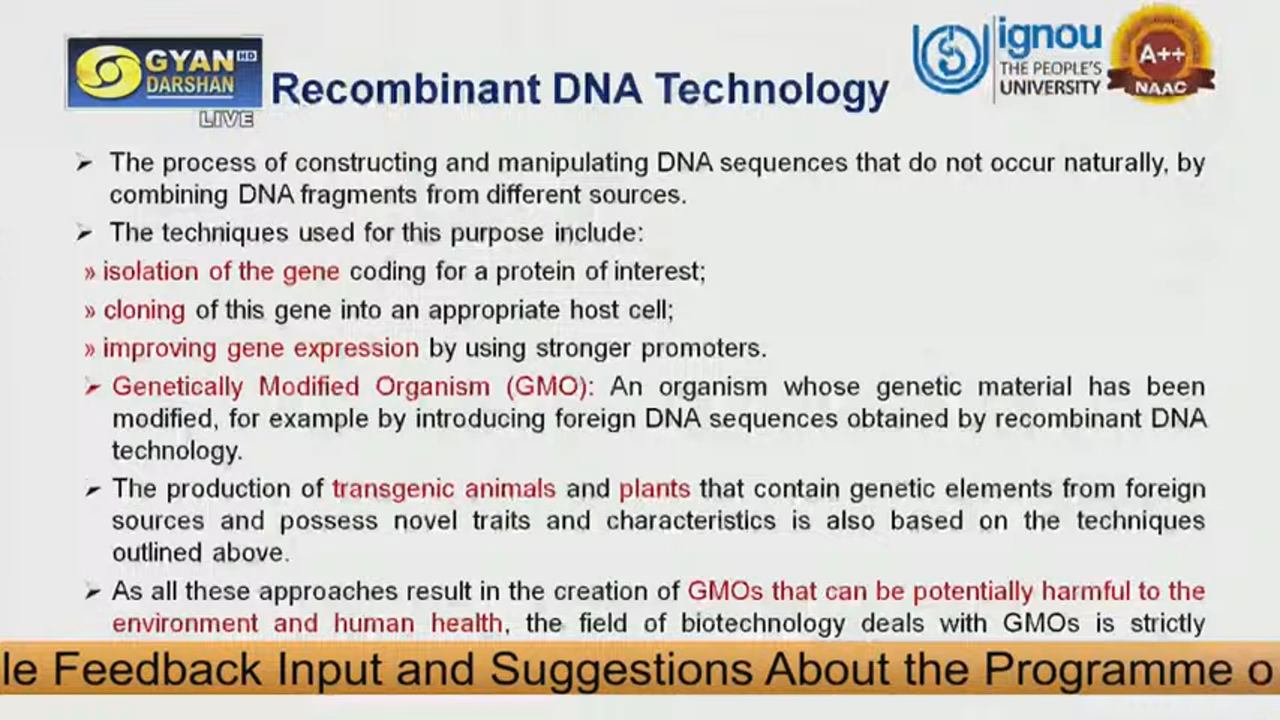 GYAN HD
DARSHAN
LIVE
Recombinant DNA Technology
ignou
THE PEOPLE'S
UNIVERSITY
A++
NAAC
➢ The process of constructing and manipulating DNA sequences that do not occur naturally, by
combining DNA fragments from different sources.
➢ The techniques used for this purpose include:
» isolation of the gene coding for a protein of interest;
» cloning of this gene into an appropriate host cell;
» improving gene expression by using stronger promoters.
➢ Genetically Modified Organism (GMO): An organism whose genetic material has been
modified, for example by introducing foreign DNA sequences obtained by recombinant DNA
technology.
➢ The production of transgenic animals and plants that contain genetic elements from foreign
sources and possess novel traits and characteristics is also based on the techniques
outlined above.
➢ As all these approaches result in the creation of GMOs that can be potentially harmful to the
environment and human health, the field of biotechnology deals with GMOs is strictly
le Feedback Input and Suggestions About the Programme o